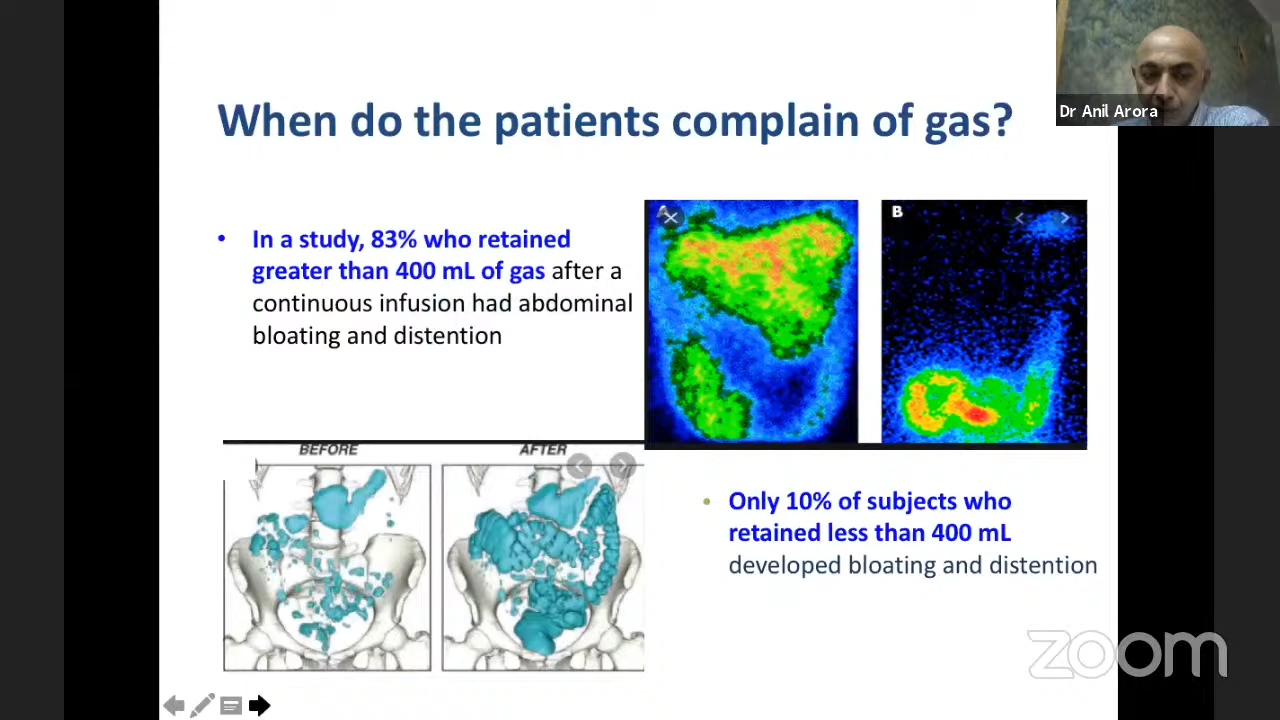 When do the patients complain of gas?
Dr Anil Arora
• In a study, 83% who retained
greater than 400 mL of gas after a
continuous infusion had abdominal
bloating and distention
A
B
BEFORE
AFTER
• Only 10% of subjects who
retained less than 400 mL
developed bloating and distention
zoom